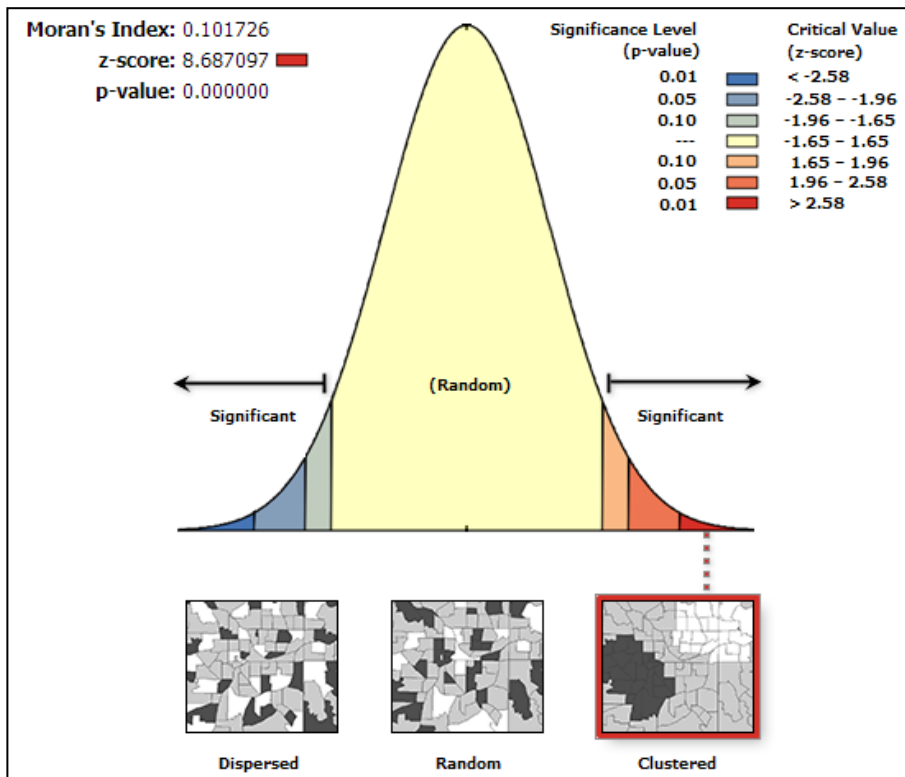 Moran's Index: 0.101726
z-score: 8.687097
p-value: 0.000000
Significance Level
(p-value)
Critical Value
(z-score)
0.01 < -2.58
0.05 -2.58 – -1.96
0.10 -1.96 – -1.65
--- -1.65 – 1.65
0.10 1.65 – 1.96
0.05 1.96 – 2.58
0.01 > 2.58
(Random)
Significant
Significant
Dispersed
Random
Clustered